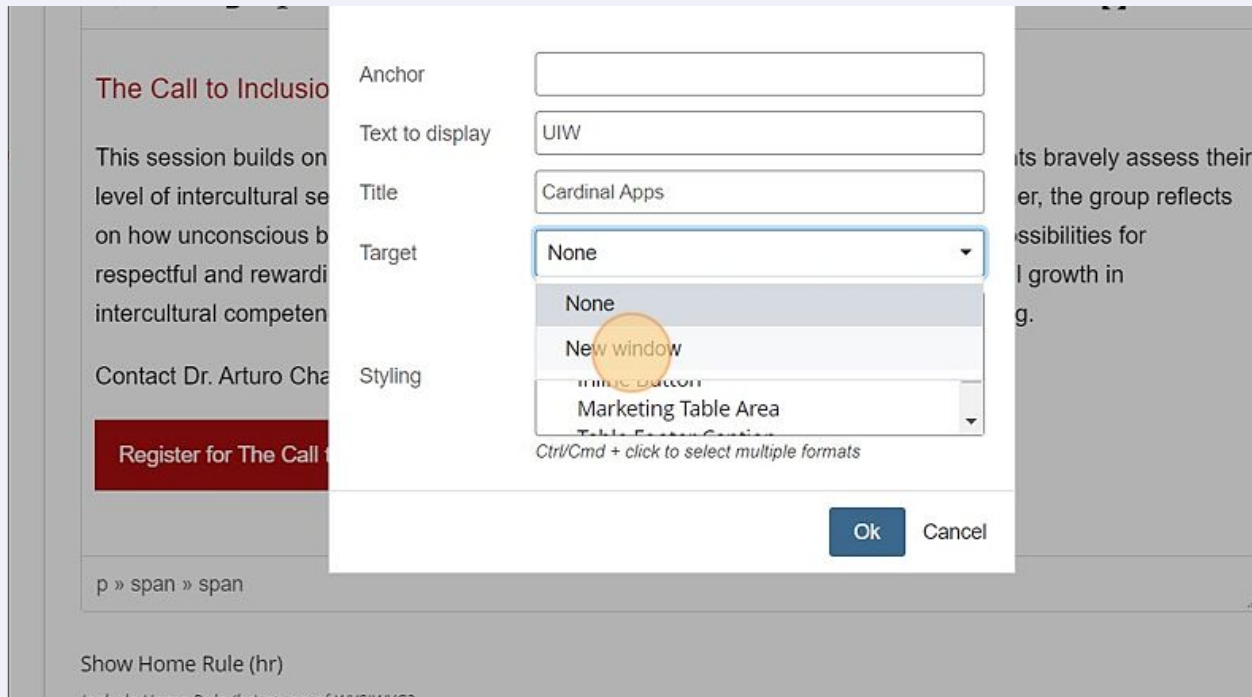 The Call to Inclusio
This session builds on
level of intercultural se
on how unconscious b
respectful and rewardi
intercultural competen
Contact Dr. Arturo Cha
Register for The Call t
Anchor
Text to display UIW
Title Cardinal Apps
Target None
None
New window
Styling
Inline Button
Marketing Table Area
Ctrl/Cmd + click to select multiple formats
Ok Cancel
ts bravely assess their
er, the group reflects
ssibilities for
l growth in
g.
p » span » span
Show Home Rule (hr)